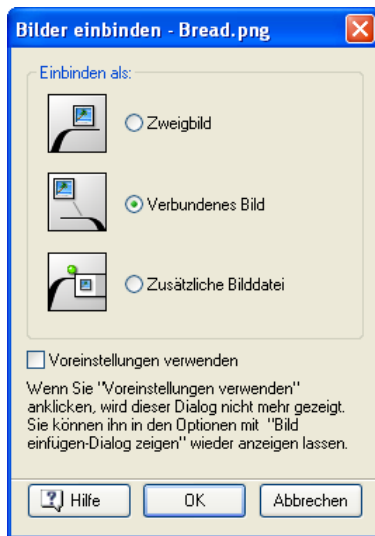 Bilder einbinden - Bread.png
Einbinden als:
Zweigbild
Verbundenes Bild
Zusätzliche Bilddatei
Voreinstellungen verwenden
Wenn Sie "Voreinstellungen verwenden"
anklicken, wird dieser Dialog nicht mehr gezeigt.
Sie können ihn in den Optionen mit "Bild
einfügen-Dialog zeigen" wieder anzeigen lassen.
Hilfe OK Abbrechen